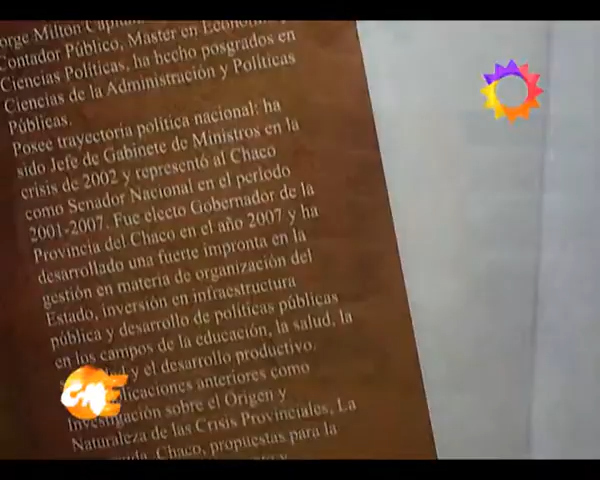 Jorge Milton
Contador Público, Master en Economía y
Ciencias Políticas, ha hecho posgrados en
Ciencias de la Administración y Políticas
Públicas.
Posee trayectoria política nacional: ha
sido Jefe de Gabinete de Ministros en la
crisis de 2002 y representó al Chaco
como Senador Nacional en el período
2001-2007. Fue electo Gobernador de la
Provincia del Chaco en el año 2007 y ha
desarrollado una fuerte impronta en la
gestión en materia de organización del
Estado, inversión en infraestructura
pública y desarrollo de políticas públicas
en los campos de la educación, la salud, la
y el desarrollo productivo.
anteriores como
Investigación sobre el Origen y
Naturaleza de las Crisis Provinciales, La
Chaco, propuestas para la